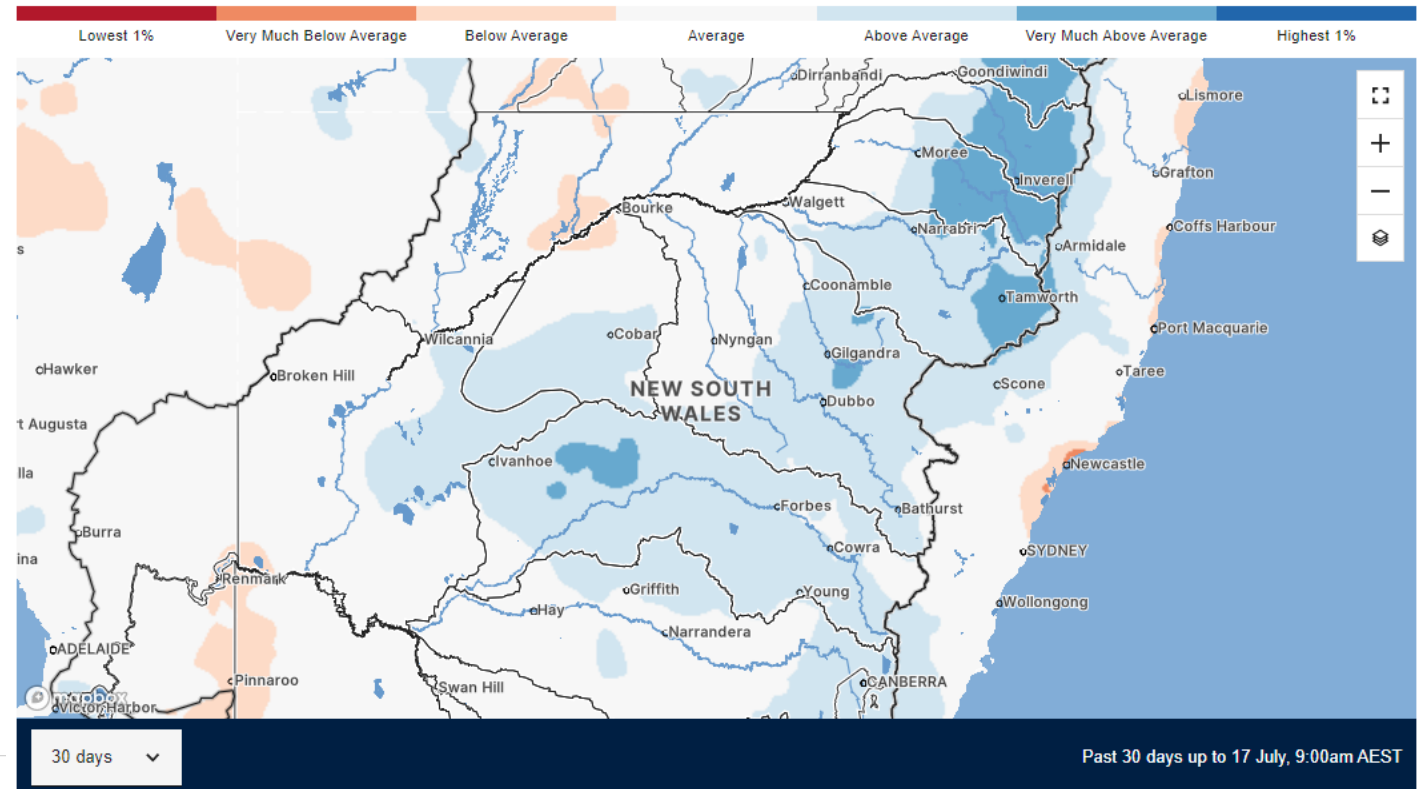 Lowest 1%
Very Much Below Average
Below Average
Average
Above Average
Very Much Above Average
Highest 1%
Dirranbandi
Goondiwindi
Lismore
Moree
Inverell
Grafton
Bourke
Walgett
Narrabri
Coffs Harbour
s
Armidale
Coonamble
Tamworth
Wilcannia
Cobar
Nyngan
Port Macquarie
Gilgandra
Hawker
Broken Hill
Taree
NEW SOUTH
WALES
Scone
Dubbo
t Augusta
Ivanhoe
Newcastle
lla
Forbes
Bathurst
Burra
Cowra
SYDNEY
ina
Renmark
Griffith
Young
Wollongong
Hay
Narrandera
ADELAIDE
Pinnaroo
Swan Hill
CANBERRA
mapbox
Victor Harbor
30 days
Past 30 days up to 17 July, 9:00am AEST